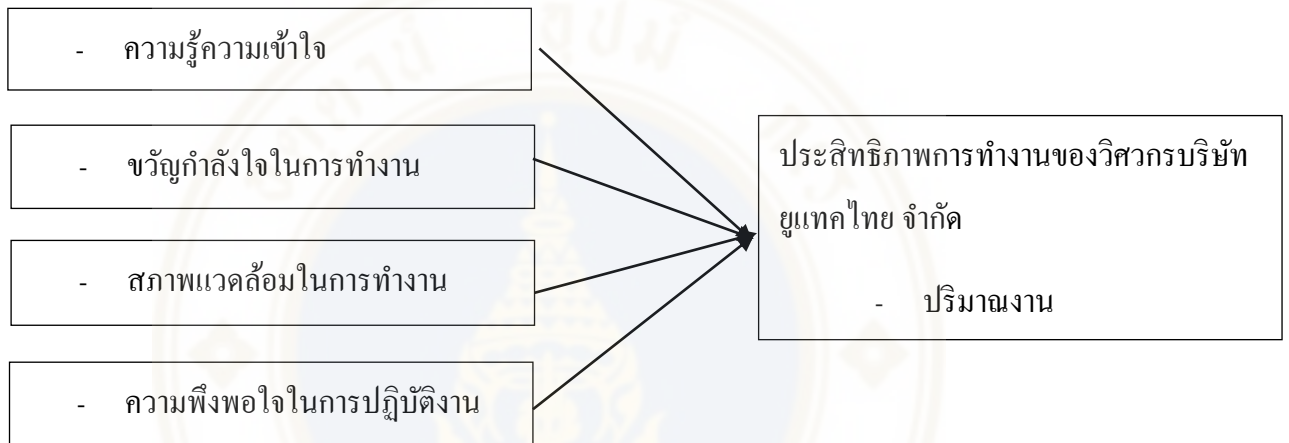 - ความรู้ความเข้าใจ
- ขวัญกำลังใจในการทำงาน
- สภาพแวดล้อมในการทำงาน
- ความพึงพอใจในการปฏิบัติงาน
ประสิทธิภาพการทำงานของวิศวกรบริษัท
ยูแทคไทย จำกัด
- ปริมาณงาน